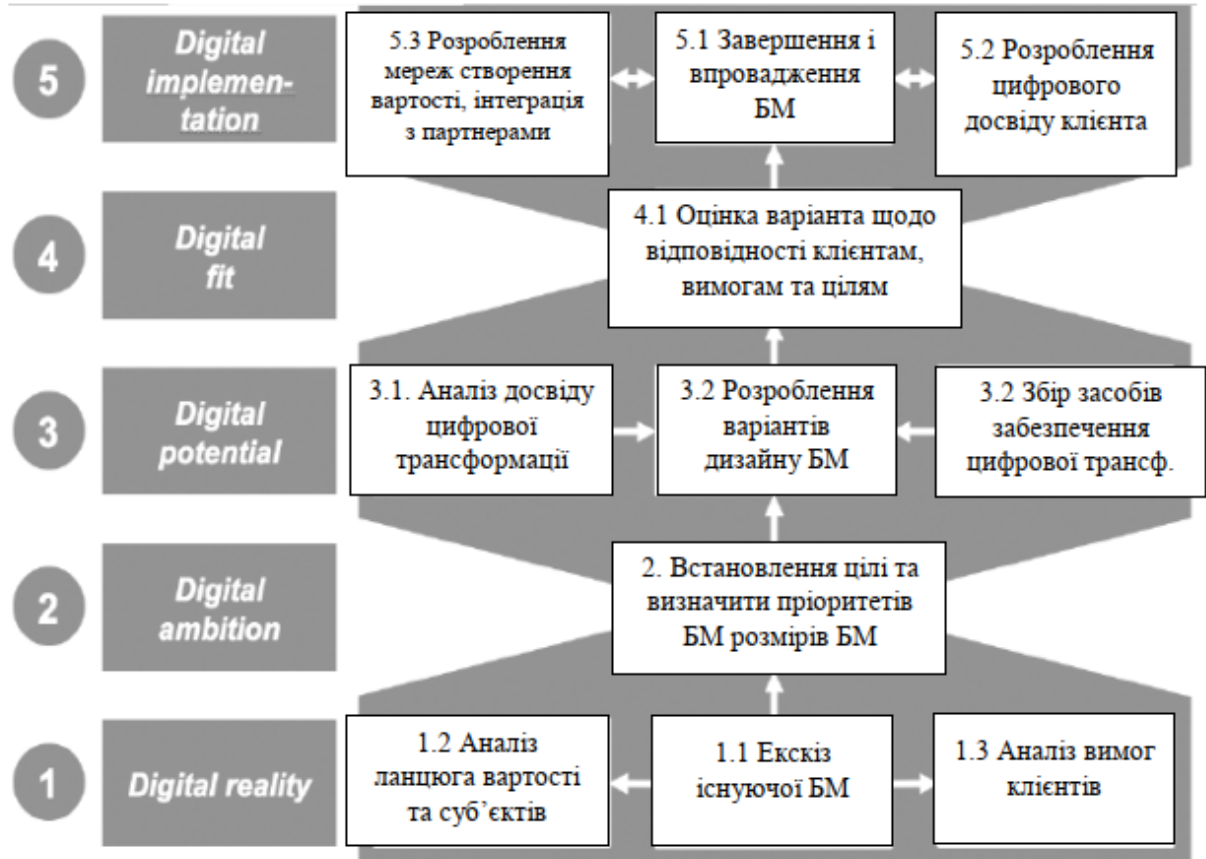 5
Digital
implemen-
tation
5.3 Розроблення
мереж створення
вартості, інтеграція
з партнерами
5.1 Завершення і
впровадження
БМ
5.2 Розроблення
цифрового
досвіду клієнта
4
Digital
fit
4.1 Оцінка варіанта щодо
відповідності клієнтам,
вимогам та цілям
3
Digital
potential
3.1. Аналіз досвіду
цифрової
трансформації
3.2 Розроблення
варіантів
дизайну БМ
3.2 Збір засобів
забезпечення
цифрової трансф.
2
Digital
ambition
2. Встановлення цілі та
визначити пріоритетів
БМ розмірів БМ
1
Digital reality
1.2 Аналіз
ланцюга вартості
та суб’єктів
1.1 Екскіз
існуючої БМ
1.3 Аналіз вимог
клієнтів